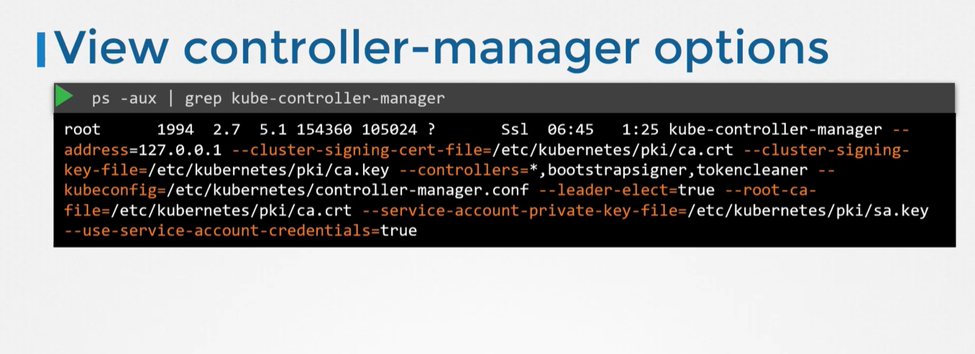 View controller-manager options
ps -aux | grep kube-controller-manager
root 1994 2.7 5.1 154360 105024 ? Ssl 06:45 1:25 kube-controller-manager --
address=127.0.0.1 --cluster-signing-cert-file=/etc/kubernetes/pki/ca.crt --cluster-signing-
key-file=/etc/kubernetes/pki/ca.key --controllers=*,bootstrapsigner,tokencleaner --
kubeconfig=/etc/kubernetes/controller-manager.conf --leader-elect=true --root-ca-
file=/etc/kubernetes/pki/ca.crt --service-account-private-key-file=/etc/kubernetes/pki/sa.key
--use-service-account-credentials=true